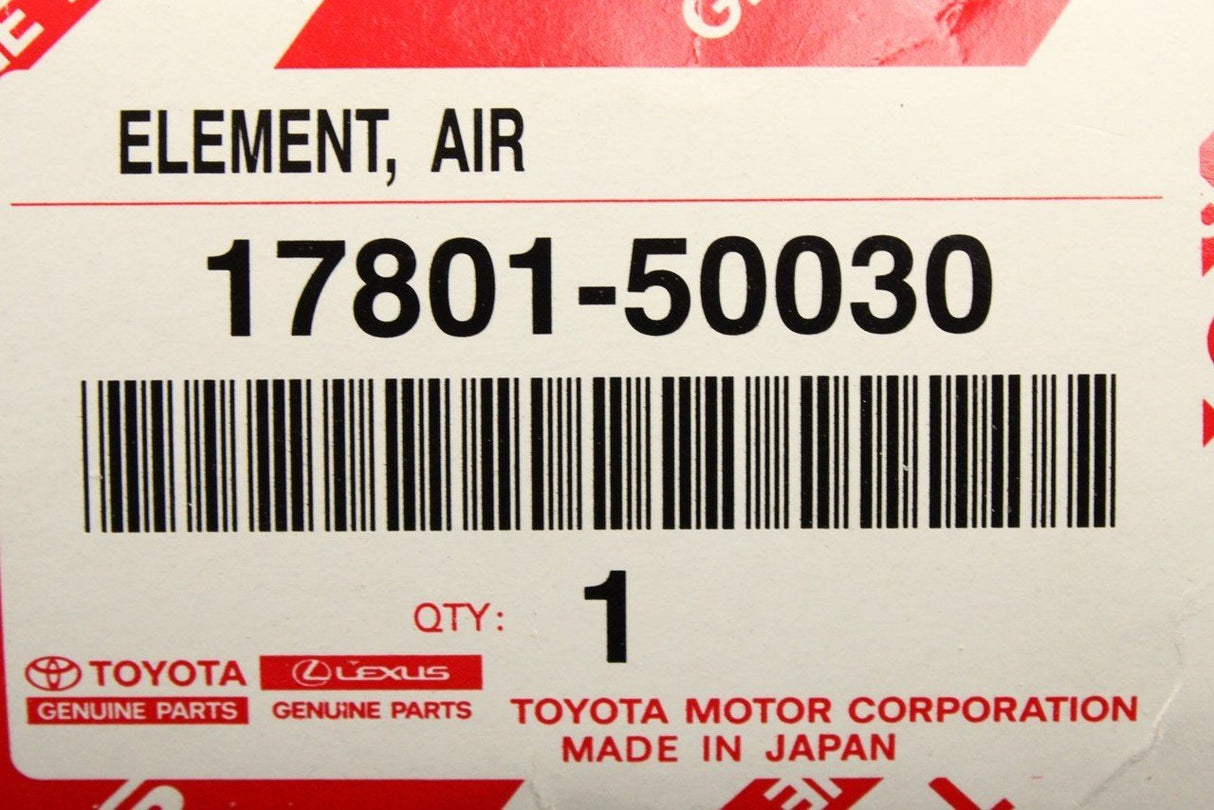 ELEMENT, AIR
17801-50030
QTY: 1
TOYOTA
GENUINE PARTS
LEXUS
GENUINE PARTS
TOYOTA MOTOR CORPORATION
MADE IN JAPAN